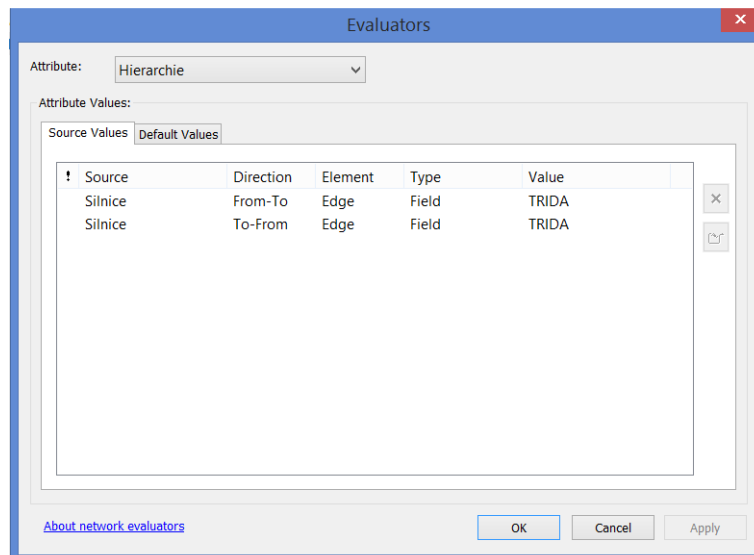 Evaluators
Attribute: Hierarchie
Attribute Values:
Source Values Default Values
! Source Direction Element Type Value
Silnice From-To Edge Field TRIDA
Silnice To-From Edge Field TRIDA
About network evaluators OK Cancel Apply